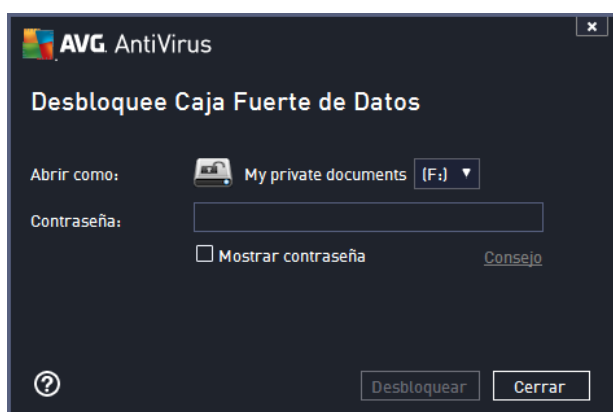 AVG. AntiVirus
Desbloquee Caja Fuerte de Datos
Abrir como: My private documents (F:)
Contraseña:
Mostrar contraseña Consejo
Desbloquear Cerrar